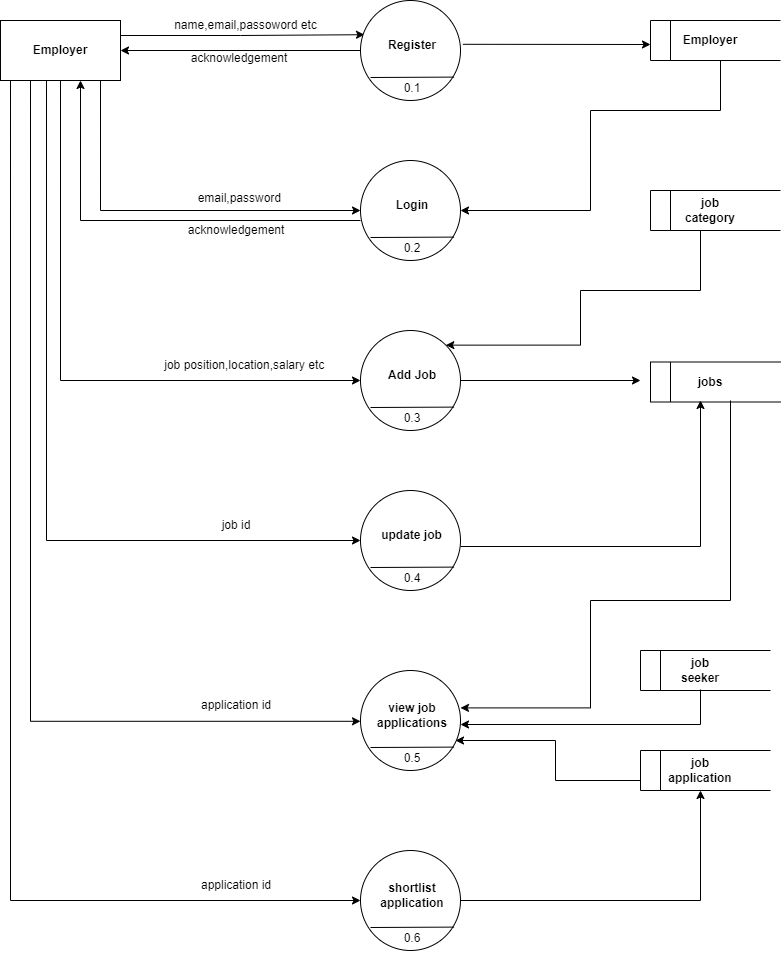 name,email,passoword etc
Employer
Register
Employer
acknowledgement
0.1
email,password
Login
job
category
acknowledgement
0.2
job position,location,salary etc
Add Job
jobs
0.3
job id
update job
0.4
job
seeker
application id
view job
applications
0.5
job
application
application id
shortlist
application
0.6